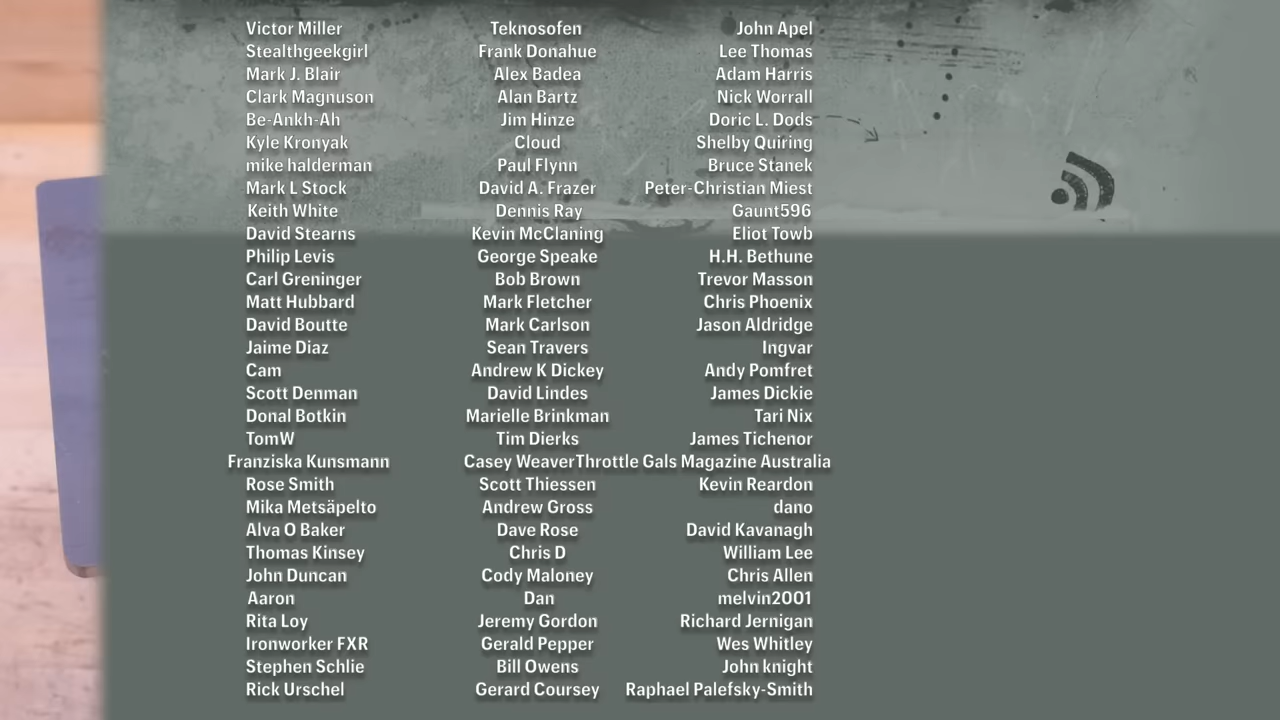 Victor Miller Teknosofen John Apel
Stealthgeekgirl Frank Donahue Lee Thomas
Mark J. Blair Alex Badea Adam Harris
Clark Magnuson Alan Bartz Nick Worrall
Be-Ankh-Ah Jim Hinze Doric L. Dods
Kyle Kronyak Cloud Shelby Quiring
mike halderman Paul Flynn Bruce Stanek
Mark L Stock David A. Frazer Peter-Christian Miest
Keith White Dennis Ray Gaunt596
David Stearns Kevin McClaning Eliot Towb
Philip Levis George Speake H.H. Bethune
Carl Greninger Bob Brown Trevor Masson
Matt Hubbard Mark Fletcher Chris Phoenix
David Boutte Mark Carlson Jason Aldridge
Jaime Diaz Sean Travers Ingvar
Cam Andrew K Dickey Andy Pomfret
Scott Denman David Lindes James Dickie
Donal Botkin Marielle Brinkman Tari Nix
TomW Tim Dierks James Tichenor
Franziska Kunsmann Casey Weaver Throttle Gals Magazine Australia
Rose Smith Scott Thiessen Kevin Reardon
Mika Metsäpelto Andrew Gross dano
Alva O Baker Dave Rose David Kavanagh
Thomas Kinsey Chris D William Lee
John Duncan Cody Maloney Chris Allen
Aaron Dan melvin2001
Rita Loy Jeremy Gordon Richard Jernigan
Ironworker FXR Gerald Pepper Wes Whitley
Stephen Schlie Bill Owens John knight
Rick Urschel Gerard Coursey Raphael Palefsky-Smith